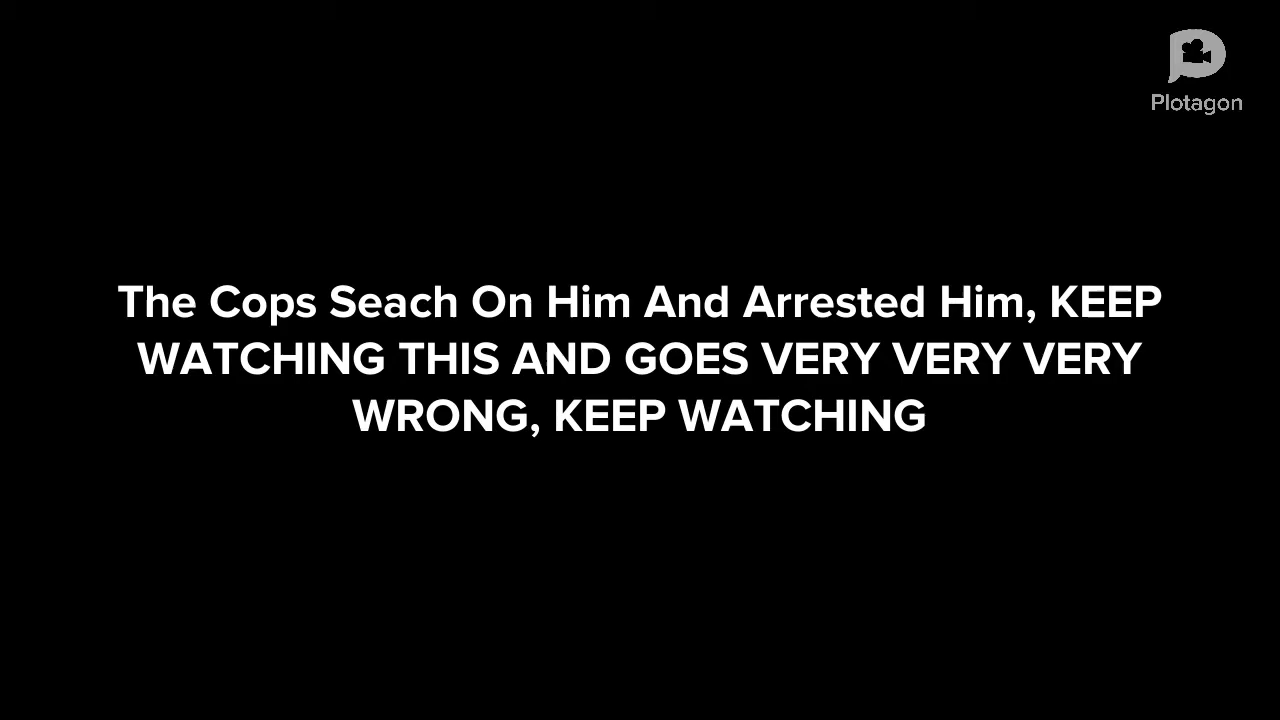 Plotagon
The Cops Seach On Him And Arrested Him, KEEP
WATCHING THIS AND GOES VERY VERY VERY
WRONG, KEEP WATCHING